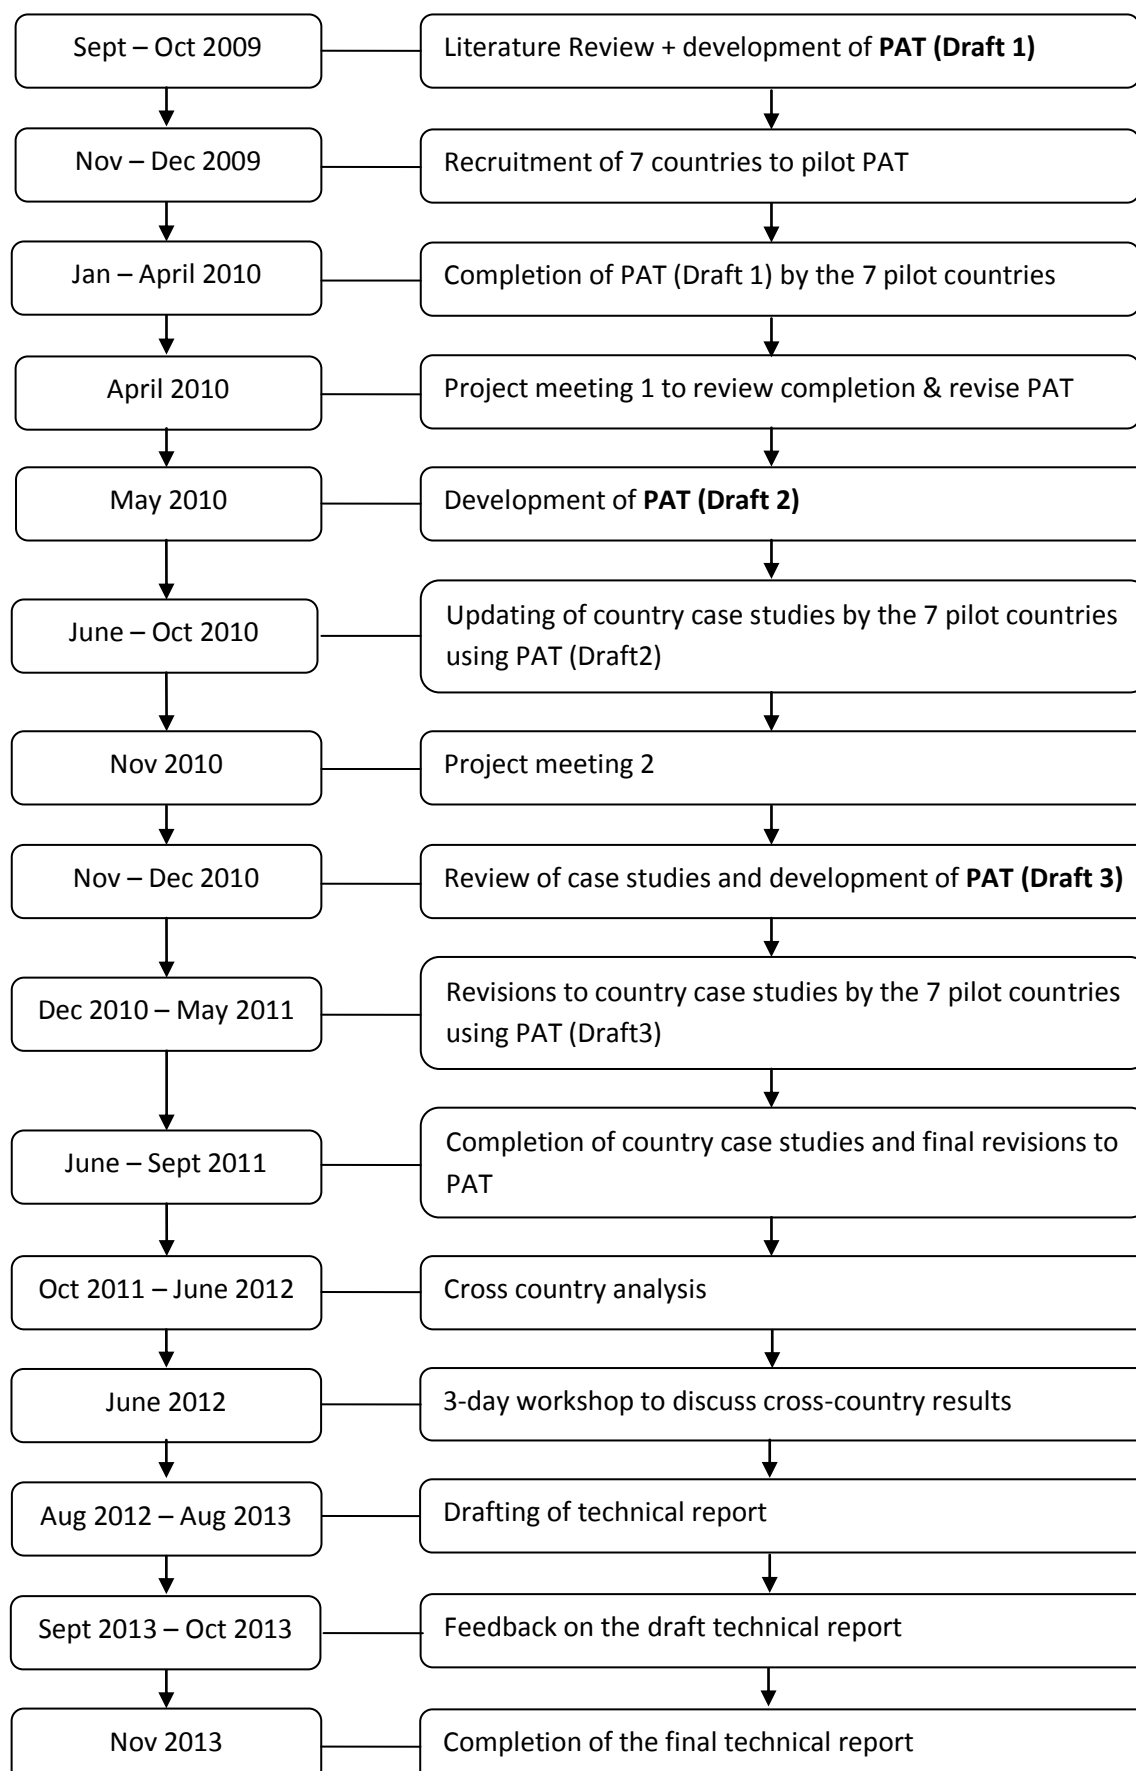 Sept – Oct 2009
Literature Review + development of PAT (Draft 1)
Nov – Dec 2009
Recruitment of 7 countries to pilot PAT
Jan – April 2010
Completion of PAT (Draft 1) by the 7 pilot countries
April 2010
Project meeting 1 to review completion & revise PAT
May 2010
Development of PAT (Draft 2)
June – Oct 2010
Updating of country case studies by the 7 pilot countries
using PAT (Draft2)
Nov 2010
Project meeting 2
Nov – Dec 2010
Review of case studies and development of PAT (Draft 3)
Dec 2010 – May 2011
Revisions to country case studies by the 7 pilot countries
using PAT (Draft3)
June – Sept 2011
Completion of country case studies and final revisions to
PAT
Oct 2011 – June 2012
Cross country analysis
June 2012
3-day workshop to discuss cross-country results
Aug 2012 – Aug 2013
Drafting of technical report
Sept 2013 – Oct 2013
Feedback on the draft technical report
Nov 2013
Completion of the final technical report